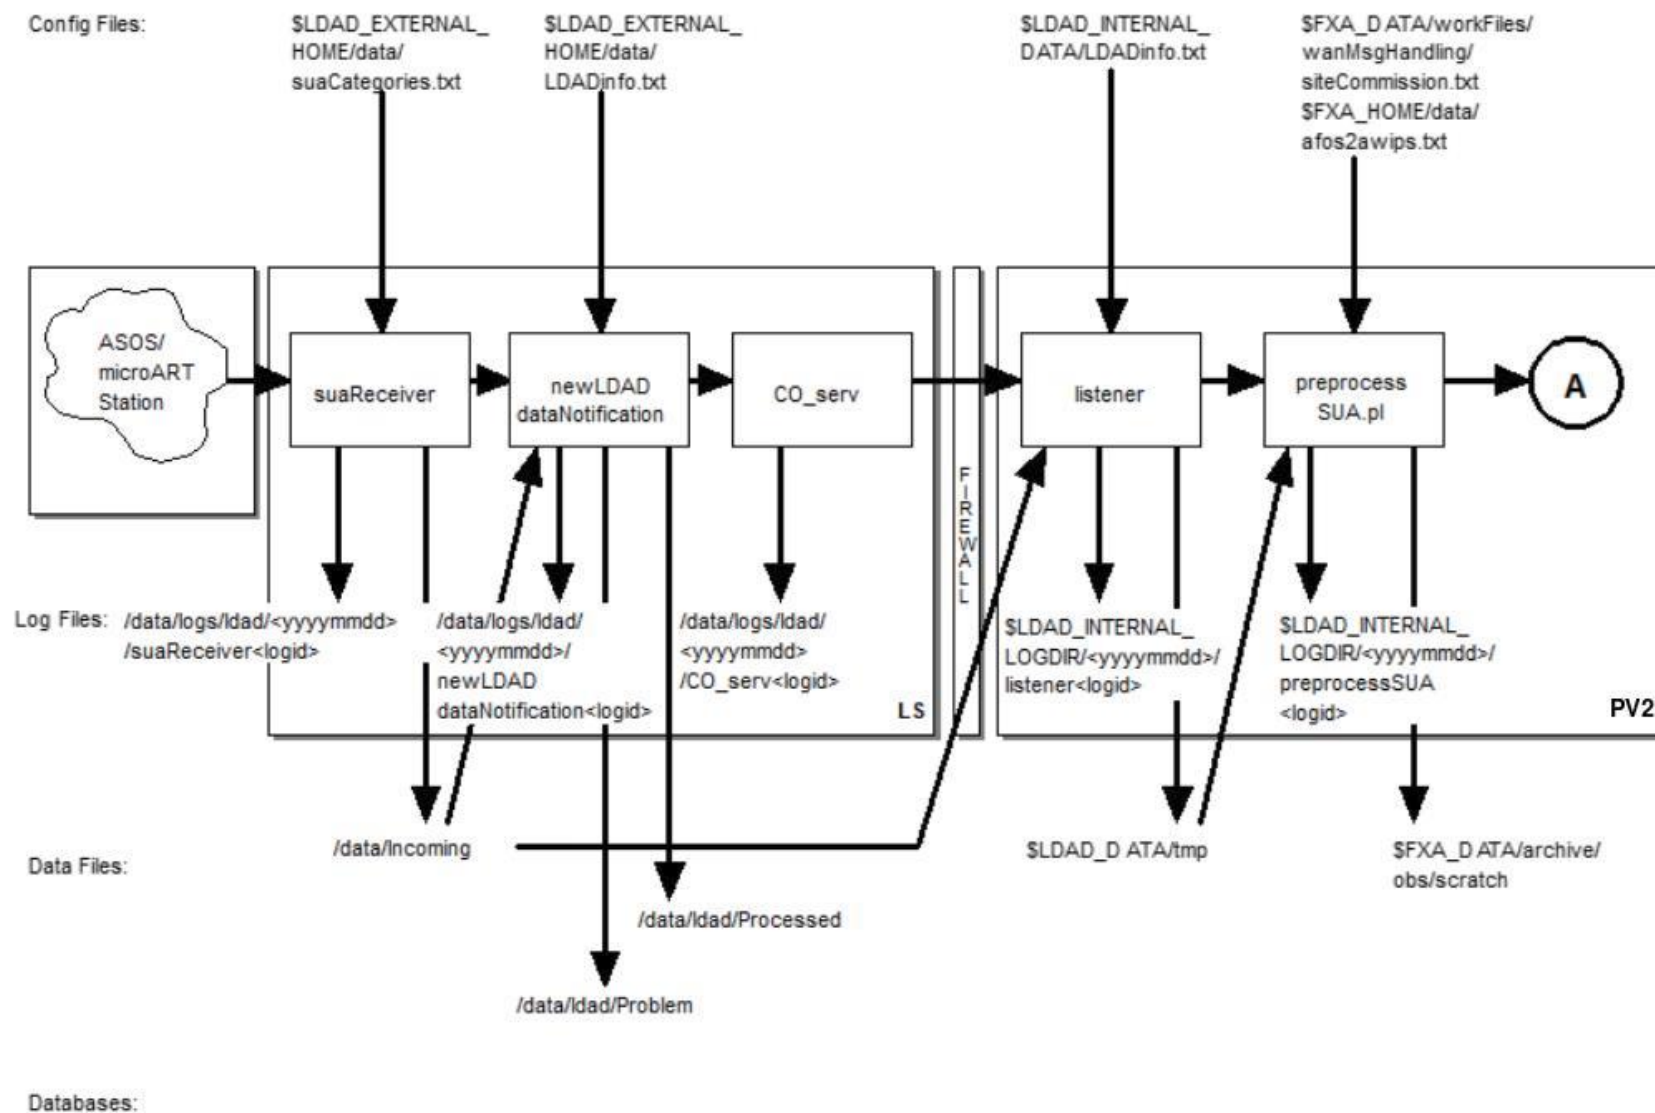 Config Files:
$LDAD_EXTERNAL_
HOME/data/
suaCategories.txt
$LDAD_EXTERNAL_
HOME/data/
LDADinfo.txt
$LDAD_INTERNAL_
DATA/LDADinfo.txt
$FXA_D ATA/workFiles/
wanMsgHandling/
siteCommission.txt
$FXA_HOME/data/
afos2awips.txt
ASOS/
microART
Station
suaReceiver
newLDAD
dataNotification
CO_serv
FIREWALL
listener
preprocess
SUA.pl
A
Log Files:
/data/logs/ldad/<yyyymmdd>
/suaReceiver<logid>
/data/logs/ldad/
<yyyymmdd>/
newLDAD
dataNotification<logid>
/data/logs/ldad/
<yyyymmdd>
/CO_serv<logid>
LS
$LDAD_INTERNAL_
LOGDIR/<yyyymmdd>/
listener<logid>
$LDAD_INTERNAL_
LOGDIR/<yyyymmdd>/
preprocessSUA
<logid>
PV2
Data Files:
/data/Incoming
/data/ldad/Processed
/data/ldad/Problem
$LDAD_D ATA/tmp
$FXA_D ATA/archive/
obs/scratch
Databases: